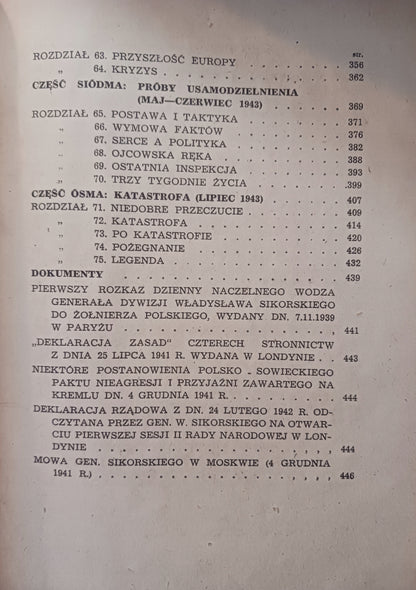 str.
ROZDZIAŁ 63. PRZYSZŁOŚĆ EUROPY . . . . . . . 356
„ 64. KRYZYS . . . . . . . . . . . 362
CZĘŚĆ SIÓDMA: PRÓBY USAMODZIELNIENIA
(MAJ—CZERWIEC 1943) . . . . . . 369
ROZDZIAŁ 65. POSTAWA I TAKTYKA . . . . . . . 371
„ 66. WYMOWA FAKTÓW . . . . . . . . 376
„ 67. SERCE A POLITYKA . . . . . . . 382
„ 68. OJCOWSKA RĘKA . . . . . . . . 388
„ 69. OSTATNIA INSPEKCJA . . . . . . 393
„ 70. TRZY TYGODNIE ŻYCIA . . . . . .399
CZĘŚĆ ÓSMA: KATASTROFA (LIPIEC 1943) . . . . 407
ROZDZIAŁ 71. NIEDOBRE PRZECZUCIE . . . . . . 409
„ 72. KATASTROFA . . . . . . . . . 414
„ 73. PO KATASTROFIE . . . . . . . . 420
„ 74. POŻEGNANIE . . . . . . . . . 426
„ 75. LEGENDA . . . . . . . . . . 432
DOKUMENTY . . . . . . . . . . . . . . 439
PIERWSZY ROZKAZ DZIENNY NACZELNEGO WODZA
GENERAŁA DYWIZJI WŁADYSŁAWA SIKORSKIEGO
DO ŻOŁNIERZA POLSKIEGO, WYDANY DN. 7.11.1939
W PARYŻU . . . . . . . . . . . . . 441
„DEKLARACJA ZASAD” CZTERECH STRONNICTW
Z DNIA 25 LIPCA 1941 R. WYDANA W LONDYNIE . . 443
NIEKTÓRE POSTANOWIENIA POLSKO - SOWIECKIEGO
PAKTU NIEAGRESJI I PRZYJAŹNI ZAWARTEGO NA
KREMLU DN. 4 GRUDNIA 1941 R. . . . . . . . 444
DEKLARACJA RZĄDOWA Z DN. 24 LUTEGO 1942 R. OD-
CZYTANA PRZEZ GEN. W. SIKORSKIEGO NA OTWAR-
CIU PIERWSZEJ SESJI II RADY NARODOWEJ W LON-
DYNIE . . . . . . . . . . . . . . 444
MOWA GEN. SIKORSKIEGO W MOSKWIE (4 GRUDNIA
1941 R.) . . . . . . . . . . . . . 446